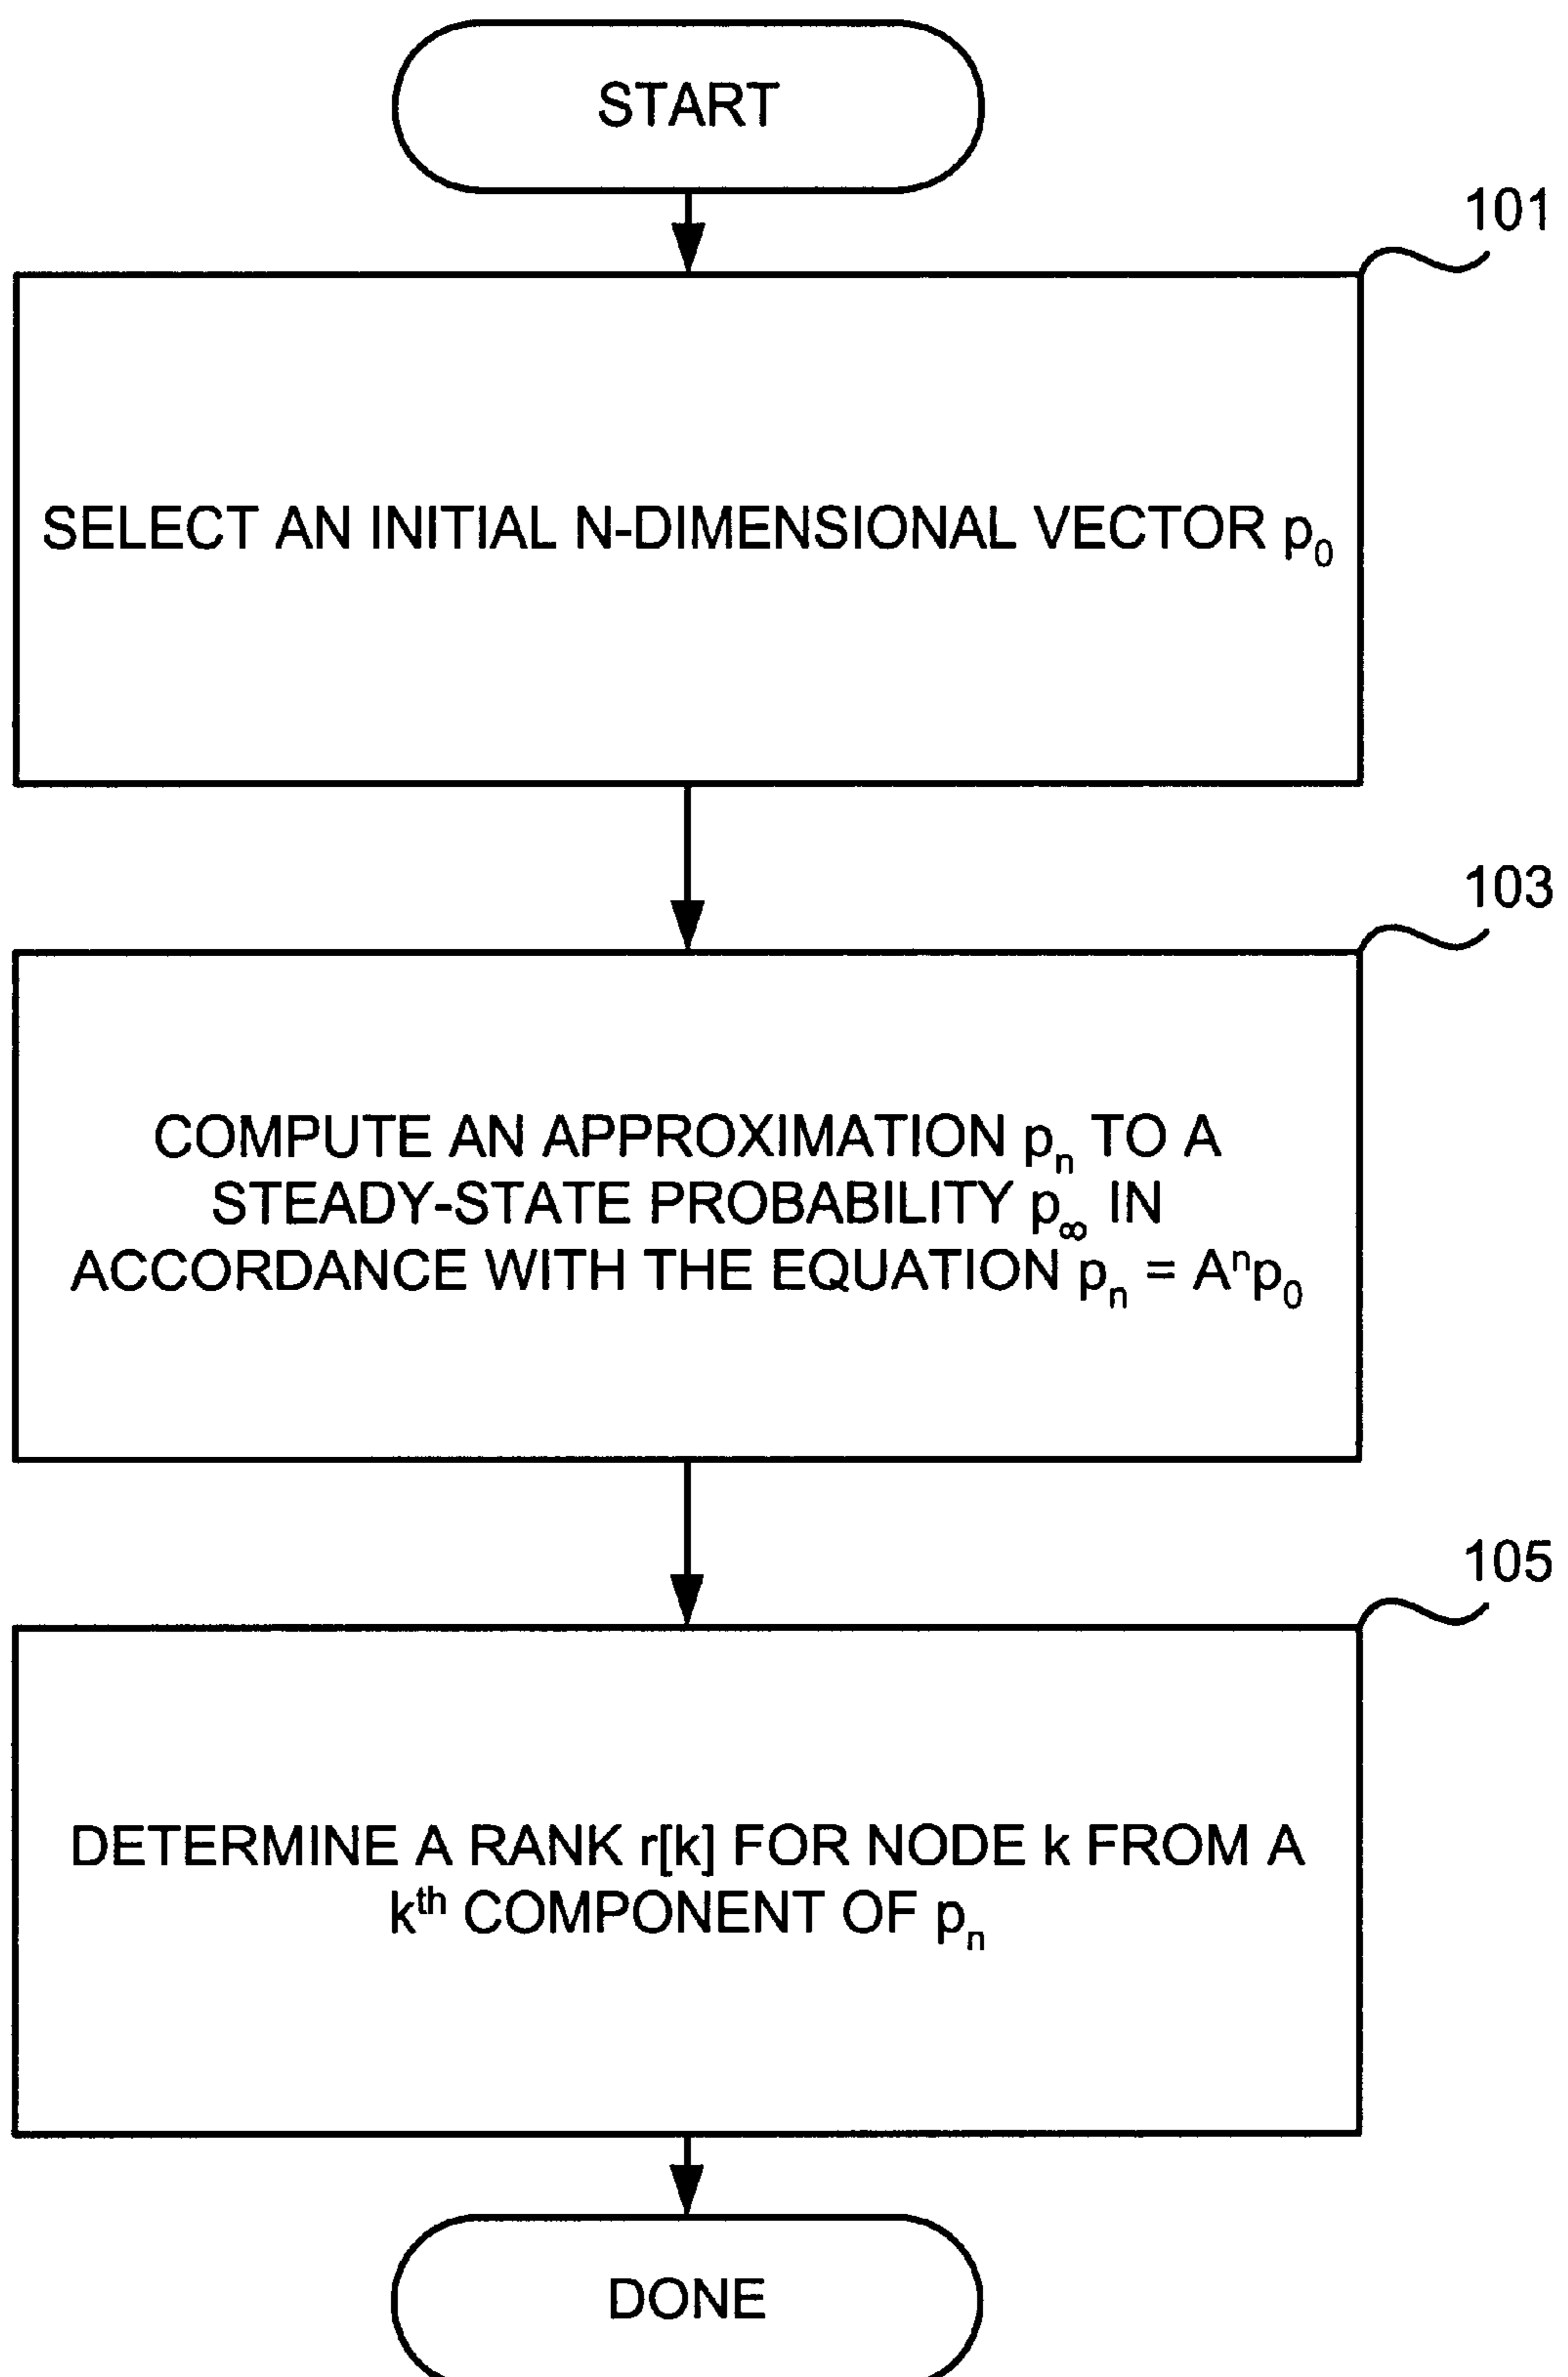 START
101
SELECT AN INITIAL N-DIMENSIONAL VECTOR p₀
103
COMPUTE AN APPROXIMATION pₙ TO A
STEADY-STATE PROBABILITY p∞ IN
ACCORDANCE WITH THE EQUATION pₙ = Aⁿp₀
105
DETERMINE A RANK r[k] FOR NODE k FROM A
kᵗʰ COMPONENT OF pₙ
DONE